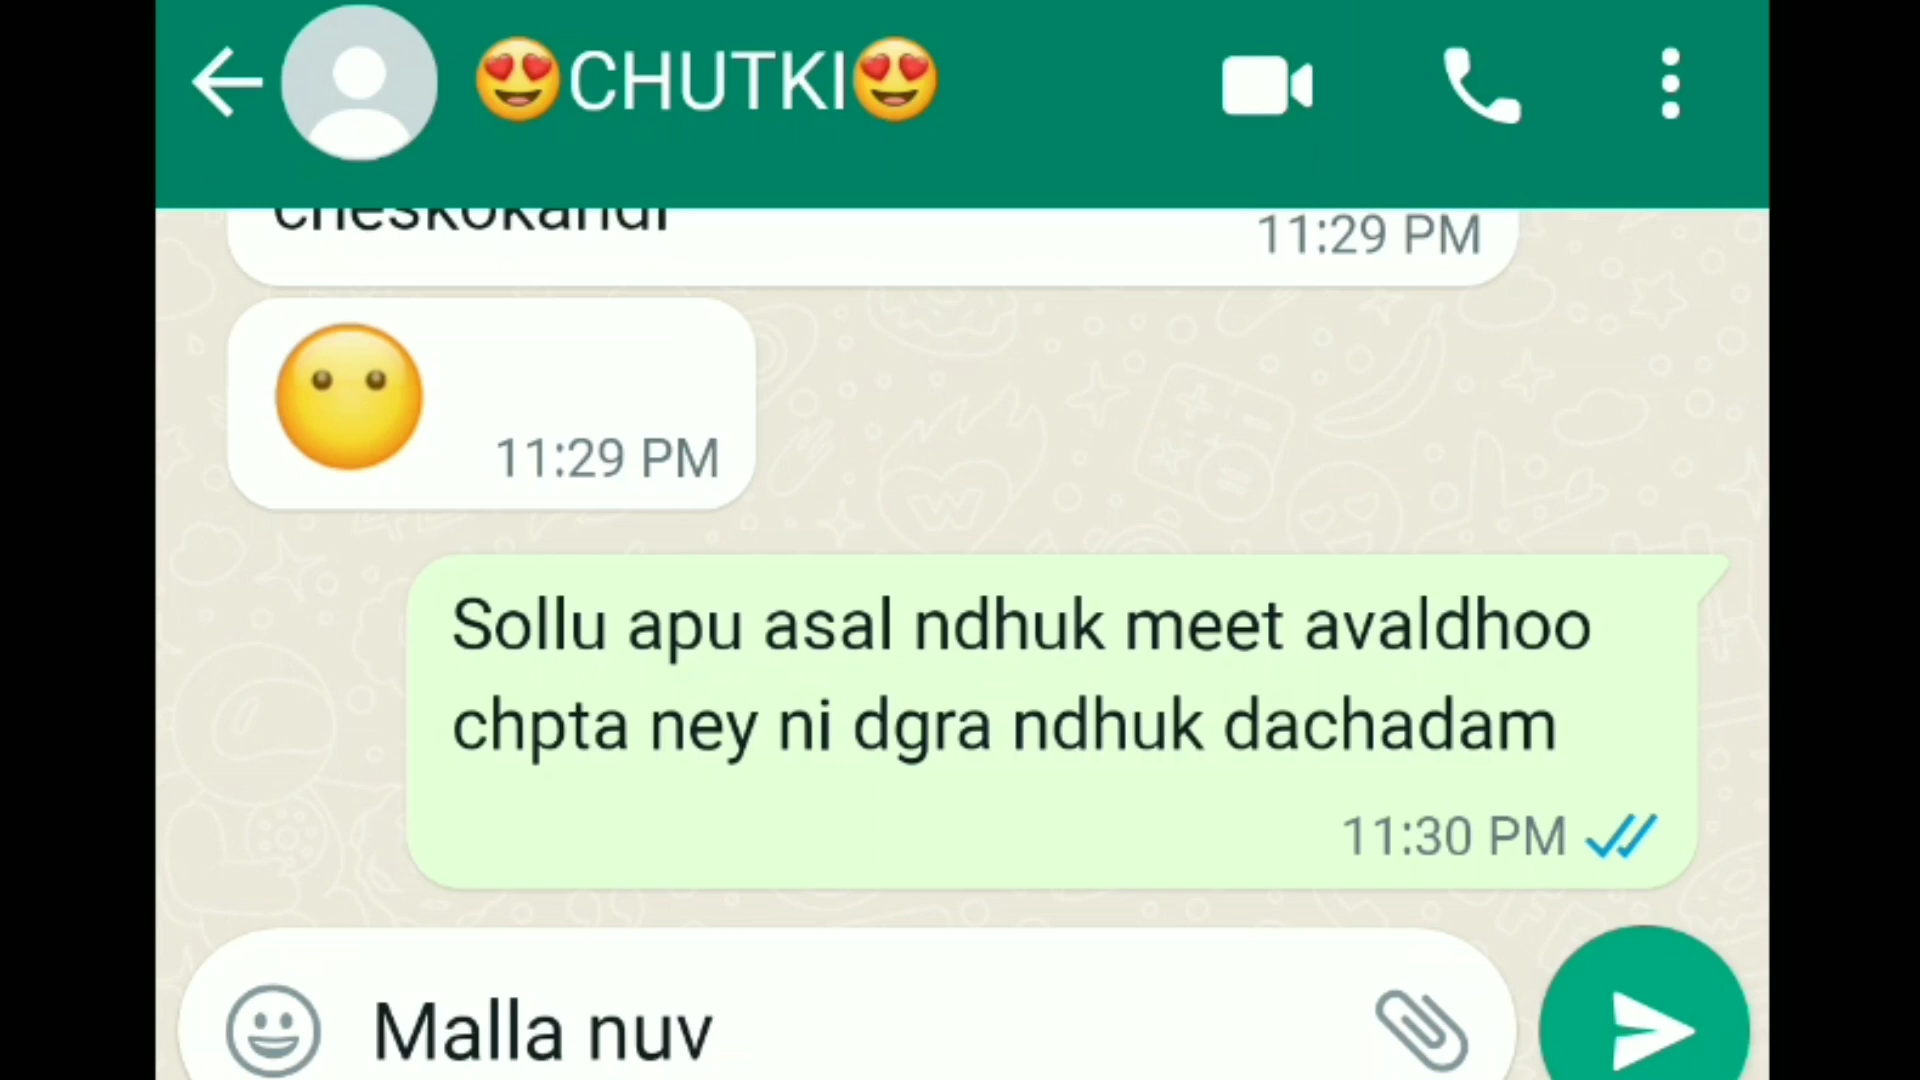 😍CHUTKI😍
cheskokandi
11:29 PM
11:29 PM
Sollu apu asal ndhuk meet avaldhoo
chpta ney ni dgra ndhuk dachadam
11:30 PM
Malla nuv